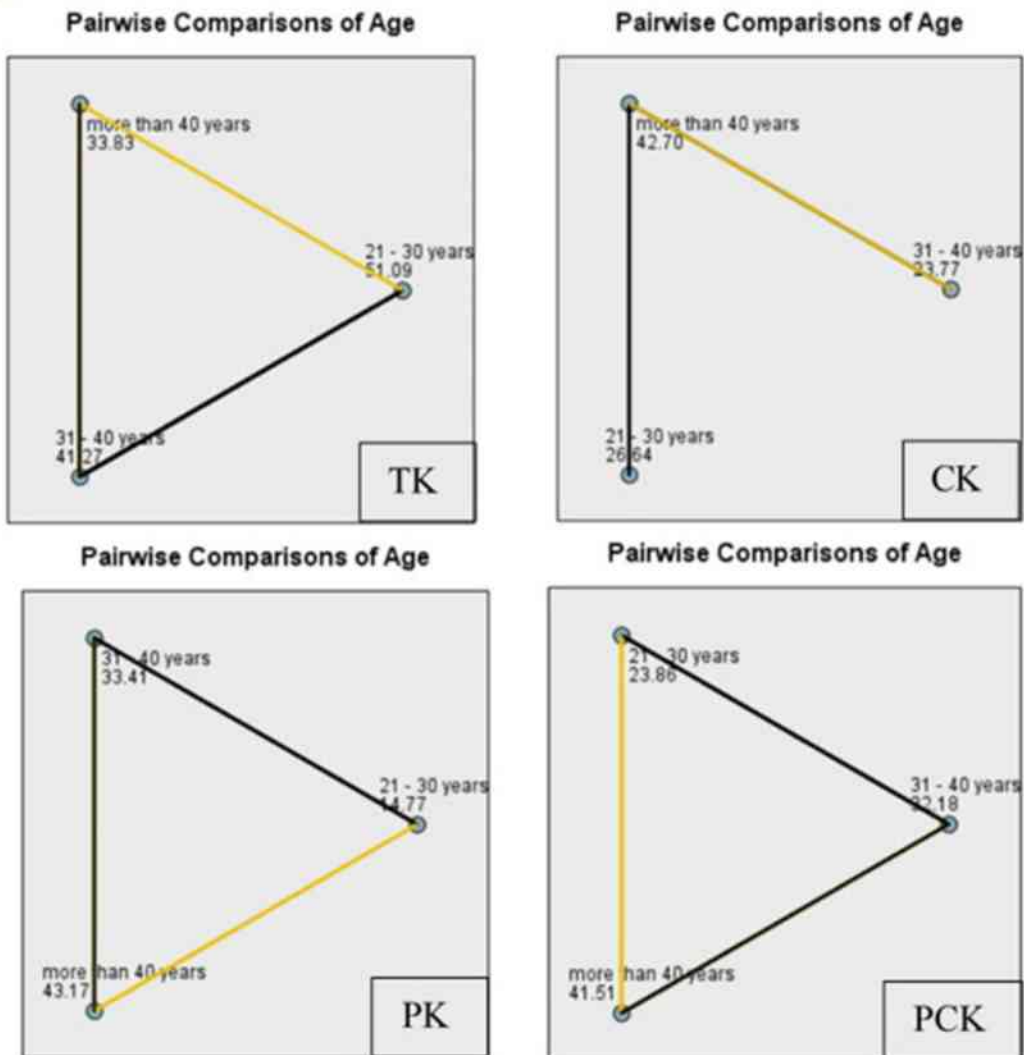 Pairwise Comparisons of Age
more than 40 years
33.83
21 - 30 years
51.09
31 - 40 years
41.27
TK
Pairwise Comparisons of Age
more than 40 years
42.70
31 - 40 years
23.77
21 - 30 years
26.64
CK
Pairwise Comparisons of Age
31 - 40 years
33.41
21 - 30 years
14.77
more than 40 years
43.17
PK
Pairwise Comparisons of Age
21 - 30 years
23.86
31 - 40 years
32.18
more than 40 years
41.51
PCK